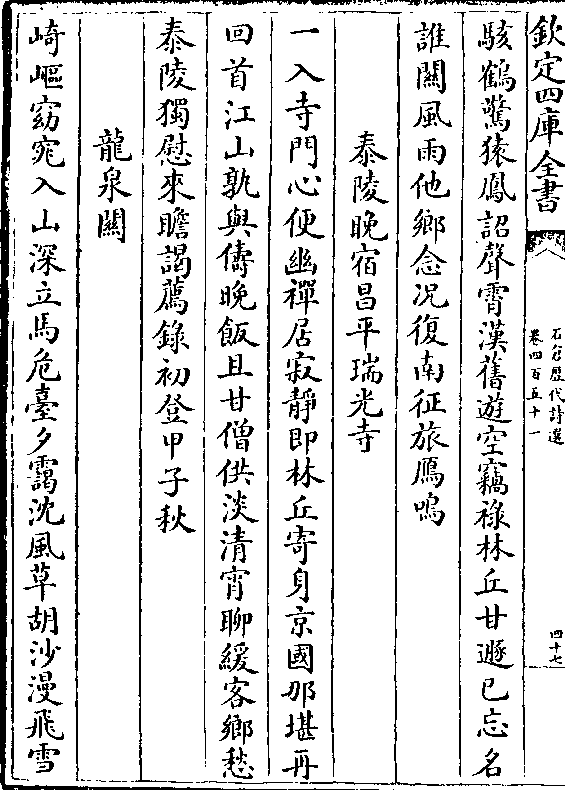 欽定四庫全書
石倉歷代詩選
卷四百五十一
四十七
駭鶴驚猿鳳詔聲霄漢舊遊空竊祿林丘甘遯已忘名
誰闗風雨他鄉念况復南征旅鴈鳴
泰陵晚宿昌平瑞光寺
一入寺門心便幽禪居寂靜即林丘寄身京國那堪再
回首江山孰與儔晚飯且甘僧供淡清宵聊緩客鄉愁
泰陵獨慰來瞻謁薦錄初登甲子秋
龍泉闗
崎嶇窈窕入山深立馬危臺夕靄沈風草胡沙漫飛雪